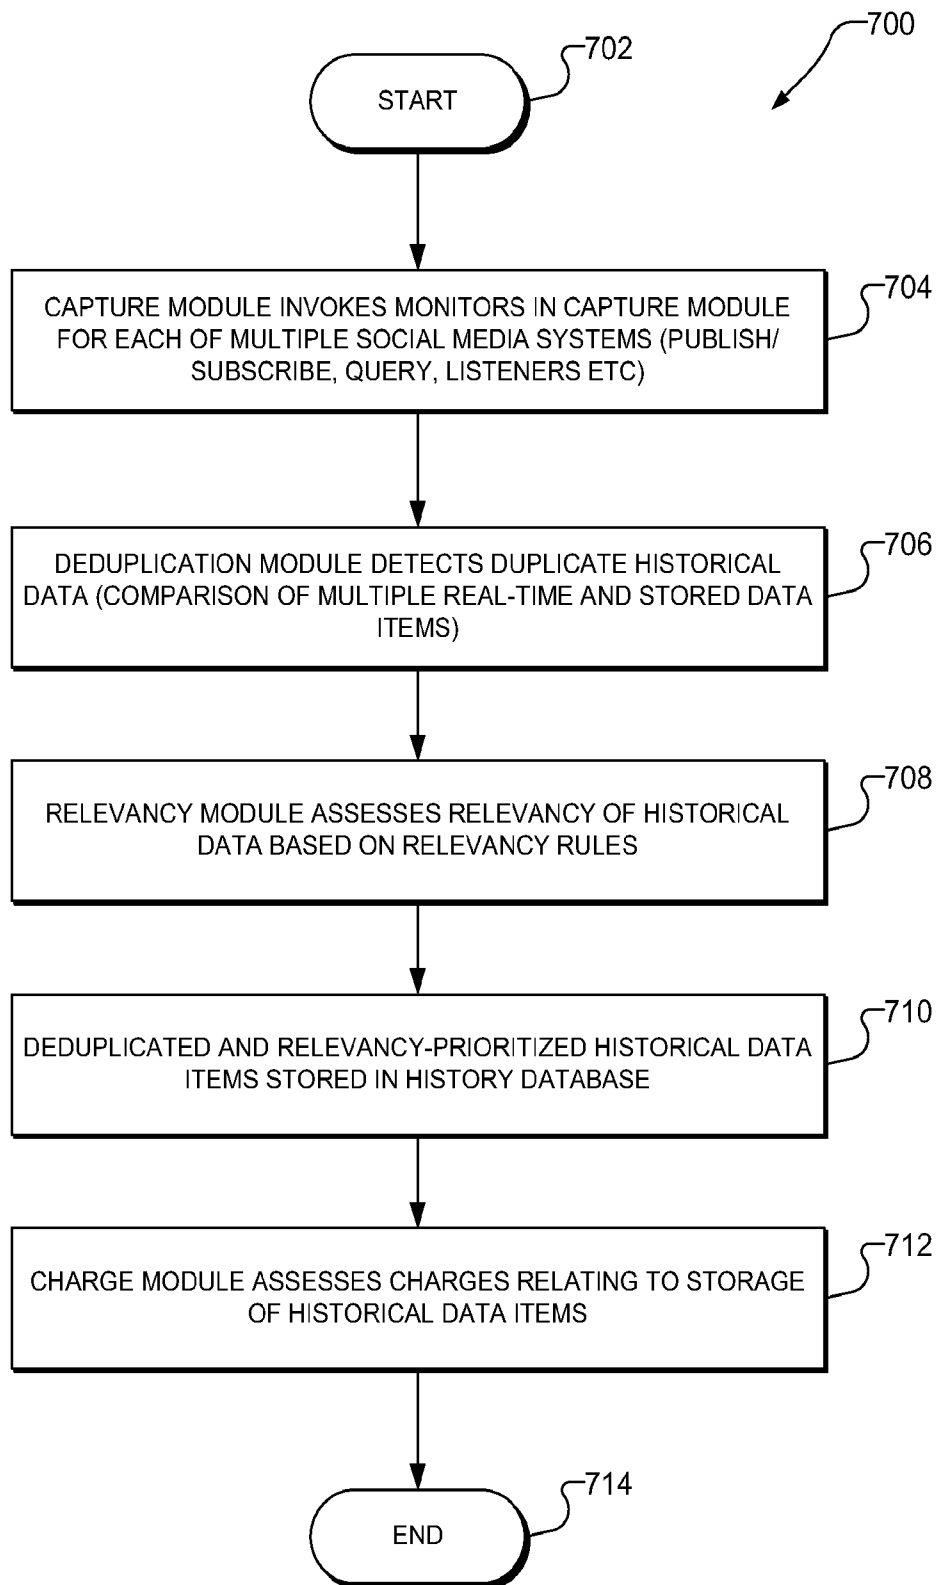 700
702
START
704
CAPTURE MODULE INVOKES MONITORS IN CAPTURE MODULE
FOR EACH OF MULTIPLE SOCIAL MEDIA SYSTEMS (PUBLISH/
SUBSCRIBE, QUERY, LISTENERS ETC)
706
DEDUPLICATION MODULE DETECTS DUPLICATE HISTORICAL
DATA (COMPARISON OF MULTIPLE REAL-TIME AND STORED DATA
ITEMS)
708
RELEVANCY MODULE ASSESSES RELEVANCY OF HISTORICAL
DATA BASED ON RELEVANCY RULES
710
DEDUPLICATED AND RELEVANCY-PRIORITIZED HISTORICAL DATA
ITEMS STORED IN HISTORY DATABASE
712
CHARGE MODULE ASSESSES CHARGES RELATING TO STORAGE
OF HISTORICAL DATA ITEMS
714
END